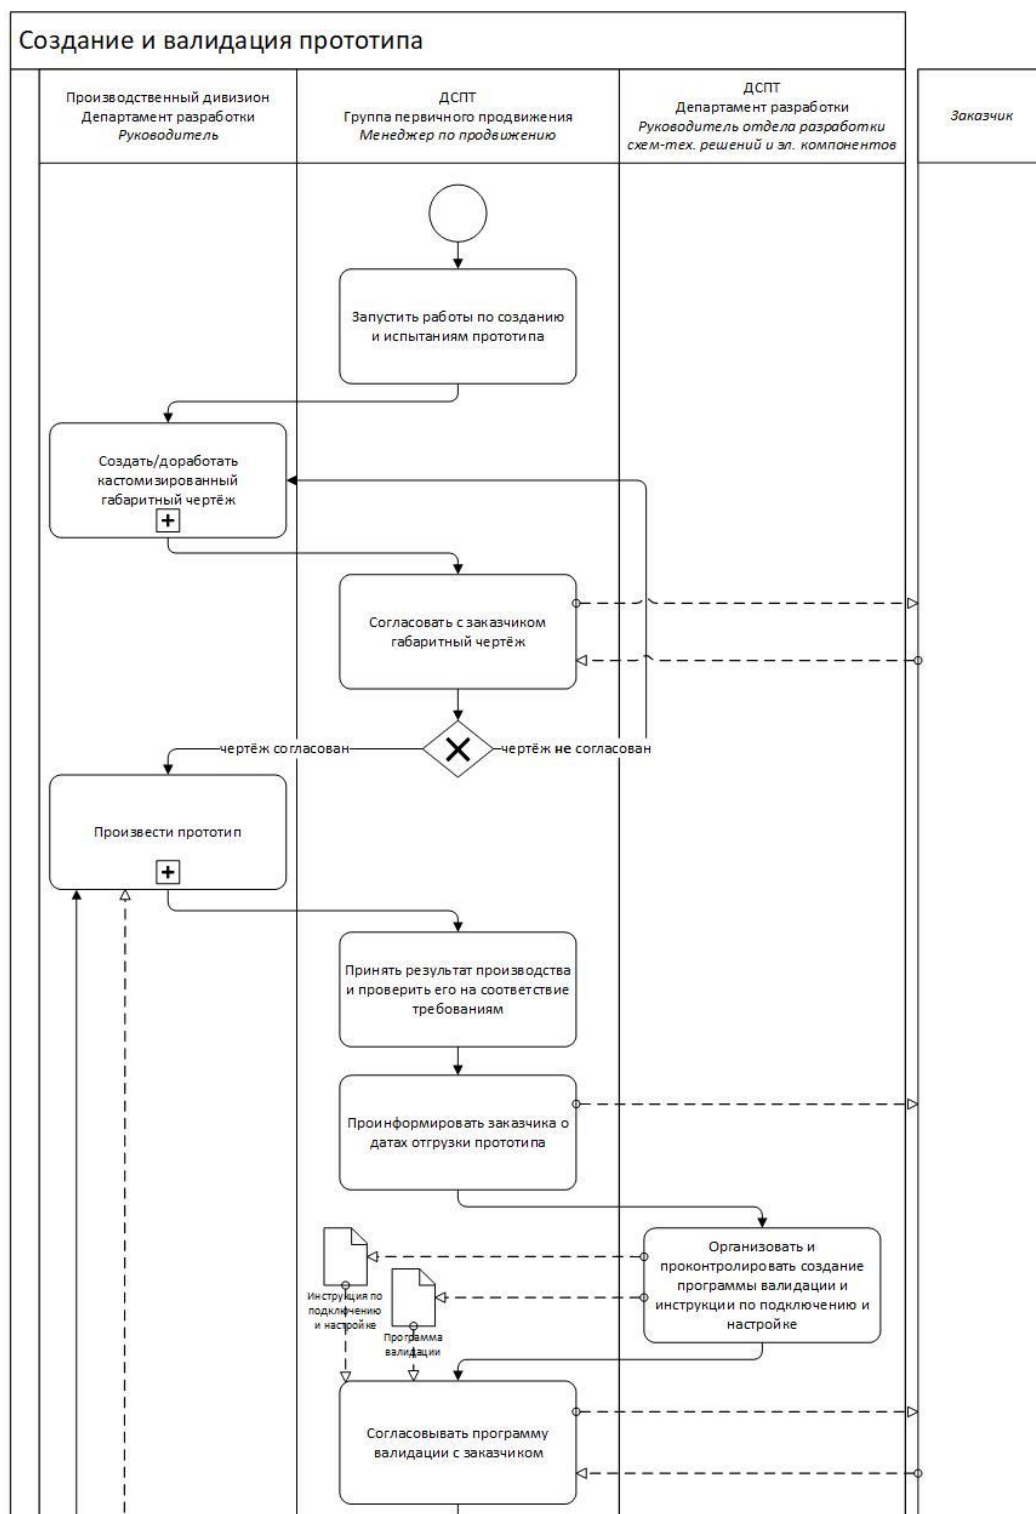 Создание и валидация прототипа
Производственный дивизион
Департамент разработки
Руководитель
ДСПТ
Группа первичного продвижения
Менеджер по продвижению
ДСПТ
Департамент разработки
Руководитель отдела разработки
схем-тех. решений и эл. компонентов
Заказчик
Запустить работы по созданию
и испытаниям прототипа
Создать/доработать
кастомизированный
габаритный чертёж
Согласовать с заказчиком
габаритный чертёж
чертёж согласован
чертёж не согласован
Произвести прототип
Принять результат производства
и проверить его на соответствие
требованиям
Проинформировать заказчика о
датах отгрузки прототипа
Организовать и
проконтролировать создание
программы валидации и
инструкции по подключению и
настройке
Инструкция по
подключению
и настройке
Программа
валидации
Согласовывать программу
валидации с заказчиком